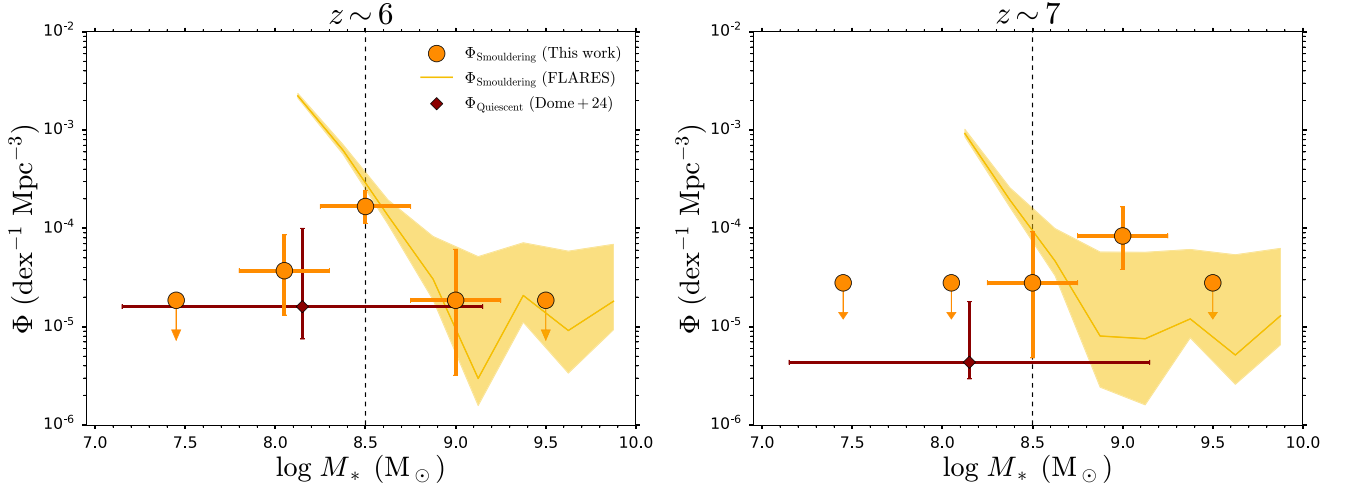 z ∼ 6
Φ (dex⁻¹ Mpc⁻³)
10⁻²
10⁻³
10⁻⁴
10⁻⁵
10⁻⁶
Φ_Smouldering (This work)
Φ_Smouldering (FLARES)
Φ_Quiescent (Dome + 24)
7.0 7.5 8.0 8.5 9.0 9.5 10.0
log M_* (M_⊙)
z ∼ 7
Φ (dex⁻¹ Mpc⁻³)
10⁻²
10⁻³
10⁻⁴
10⁻⁵
10⁻⁶
7.0 7.5 8.0 8.5 9.0 9.5 10.0
log M_* (M_⊙)